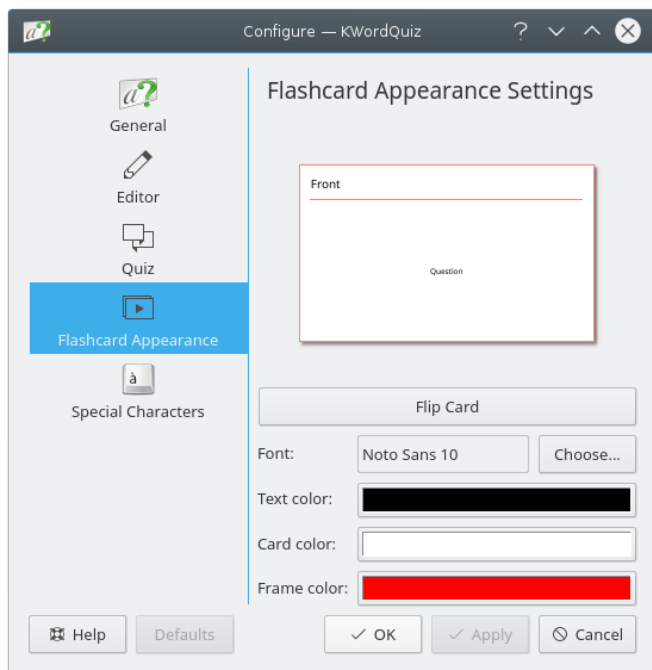 Configure — KWordQuiz
General
Editor
Quiz
Flashcard Appearance
à
Special Characters
Flashcard Appearance Settings
Front
Question
Flip Card
Font:
Noto Sans 10
Choose...
Text color:
Card color:
Frame color:
Help
Defaults
OK
Apply
Cancel